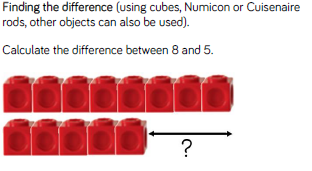 Finding the difference (using cubes, Numicon or Cuisenaire
rods, other objects can also be used).
Calculate the difference between 8 and 5.
?